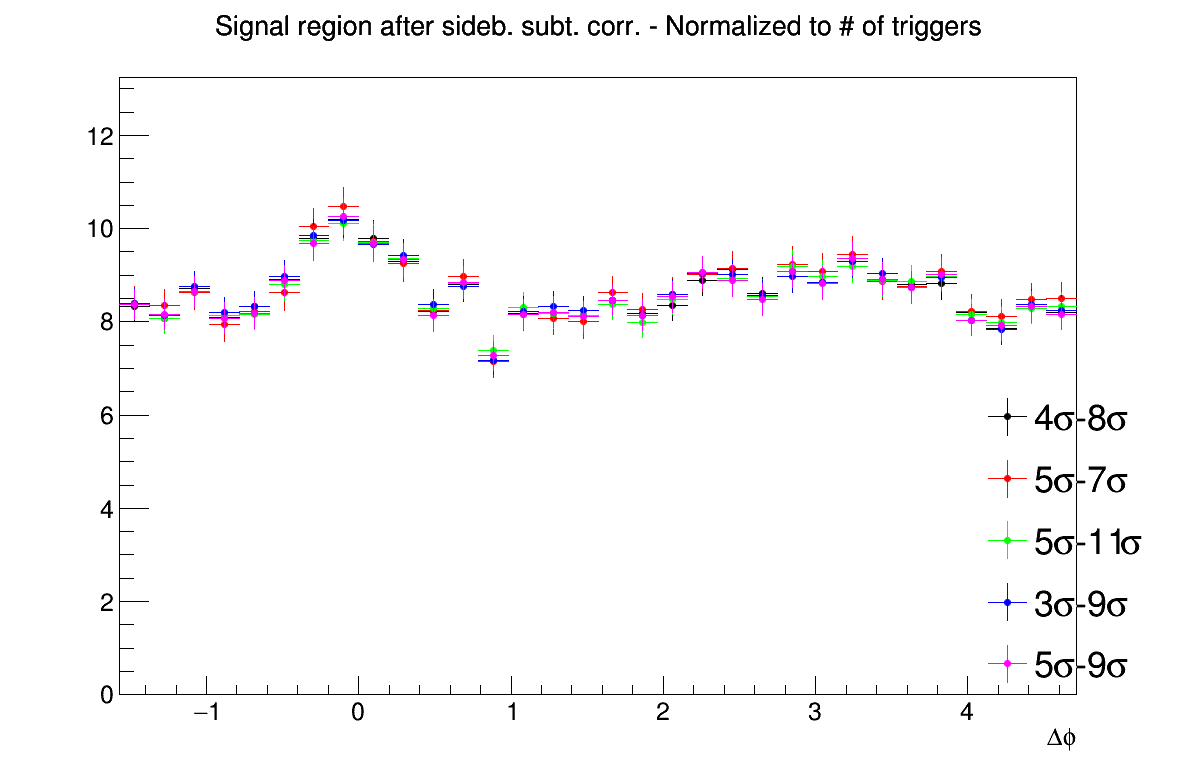 Signal region after sideb. subt. corr. - Normalized to # of triggers
12
10
8
6
4
2
0
4σ-8σ
5σ-7σ
5σ-11σ
3σ-9σ
5σ-9σ
−1 0 1 2 3 4
Δϕ